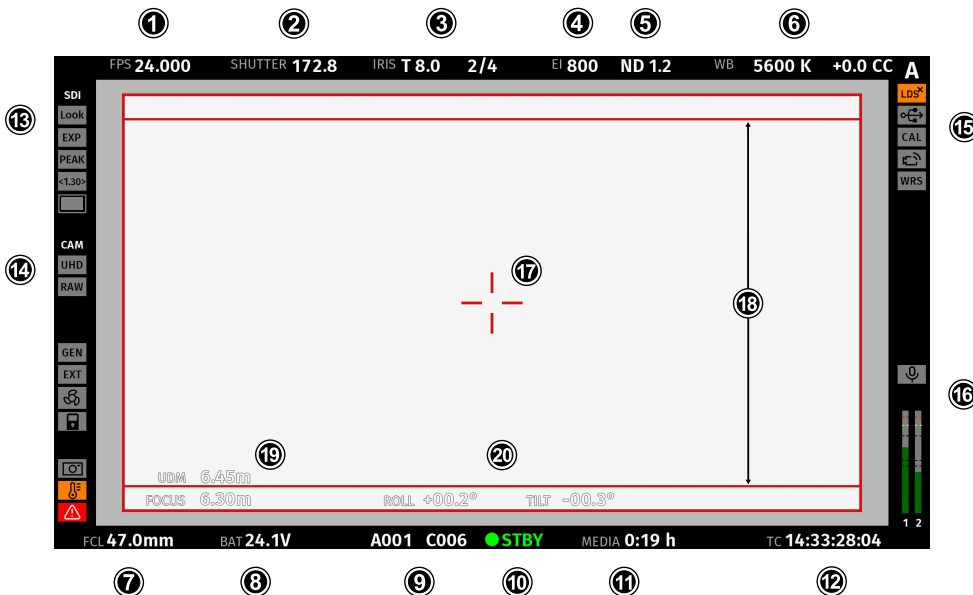 1 2 3 4 5 6
FPS 24.000 SHUTTER 172.8 IRIS T 8.0 2/4 EI 800 ND 1.2 WB 5600 K +0.0 CC A
SDI
LDS×
13
Look
15
EXP
CAL
PEAK
<1.30>
WRS
CAM
14
UHD
RAW
17
18
GEN
EXT
16
19
20
UDM 6.45m
FOCUS 6.30m ROLL +00.2° TILT -00.3°
1 2
FCL 47.0mm BAT 24.1V A001 C006 STBY MEDIA 0:19 h TC 14:33:28:04
7 8 9 10 11 12